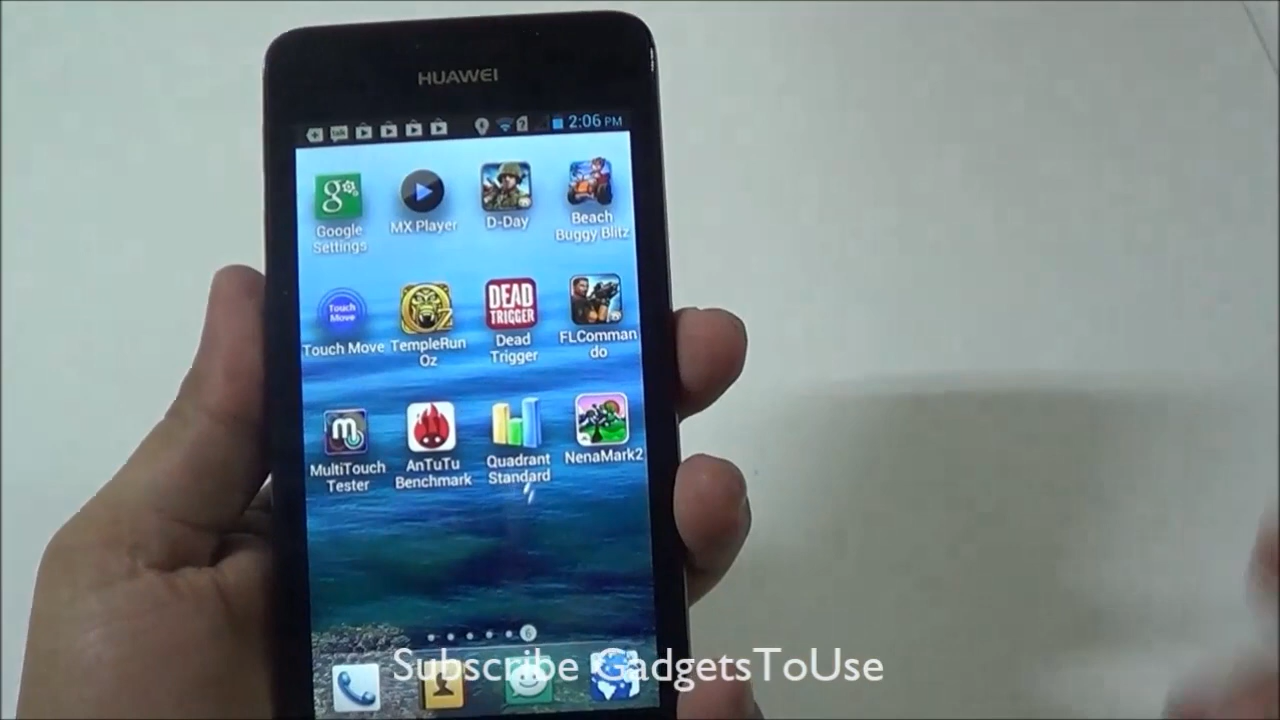 HUAWEI
talk
2:06 PM
Google
Settings
MX Player
D-Day
Beach
Buggy Blitz
Touch
Move
Touch Move
TempleRun
Oz
DEAD
TRIGGER
Dead
Trigger
FLComman
do
MultiTouch
Tester
AnTuTu
Benchmark
Quadrant
Standard
NenaMark2
6
Subscribe GadgetsToUse